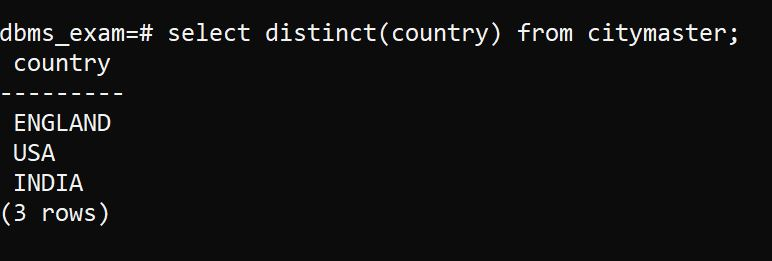 dbms_exam=# select distinct(country) from citymaster;
country
---------
ENGLAND
USA
INDIA
(3 rows)